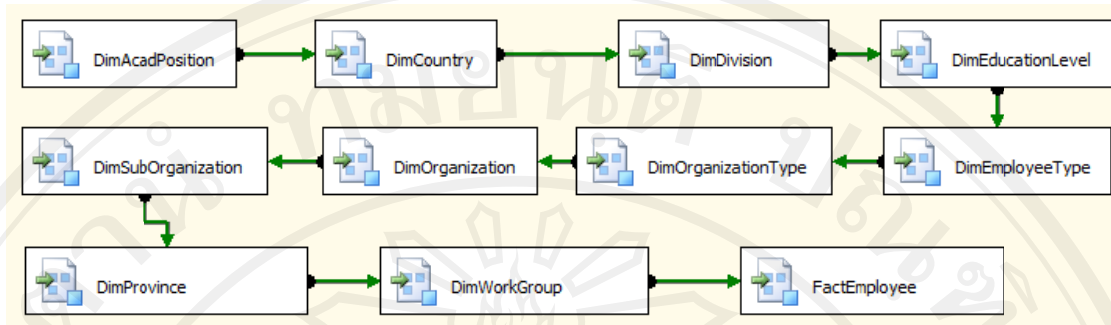 DimAcadPosition DimCountry DimDivision DimEducationLevel
DimSubOrganization DimOrganization DimOrganizationType DimEmployeeType
DimProvince DimWorkGroup FactEmployee